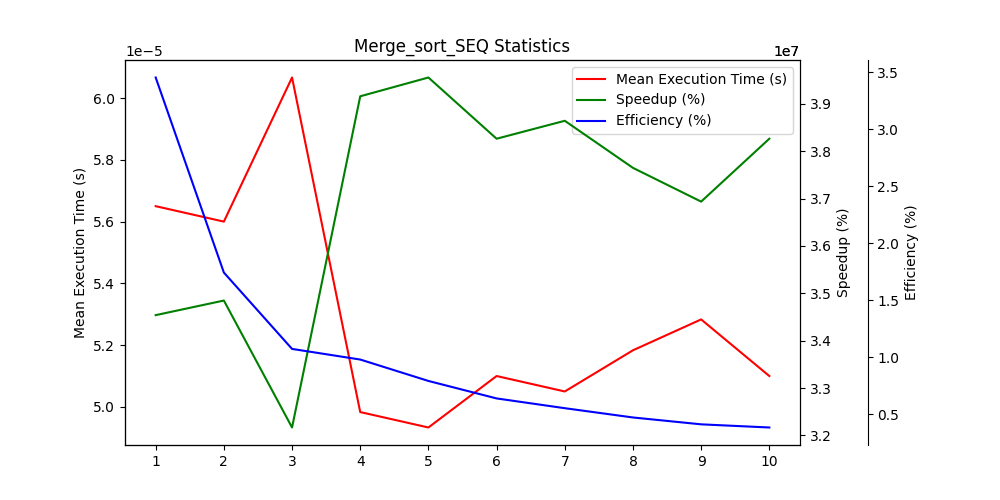 Merge_sort_SEQ Statistics
1e−5
1e7
Mean Execution Time (s)
Speedup (%)
Efficiency (%)
6.0
5.8
5.6
5.4
5.2
5.0
Mean Execution Time (s)
3.9
3.8
3.7
3.6
3.5
3.4
3.3
3.2
Speedup (%)
3.5
3.0
2.5
2.0
1.5
1.0
0.5
Efficiency (%)
1 2 3 4 5 6 7 8 9 10